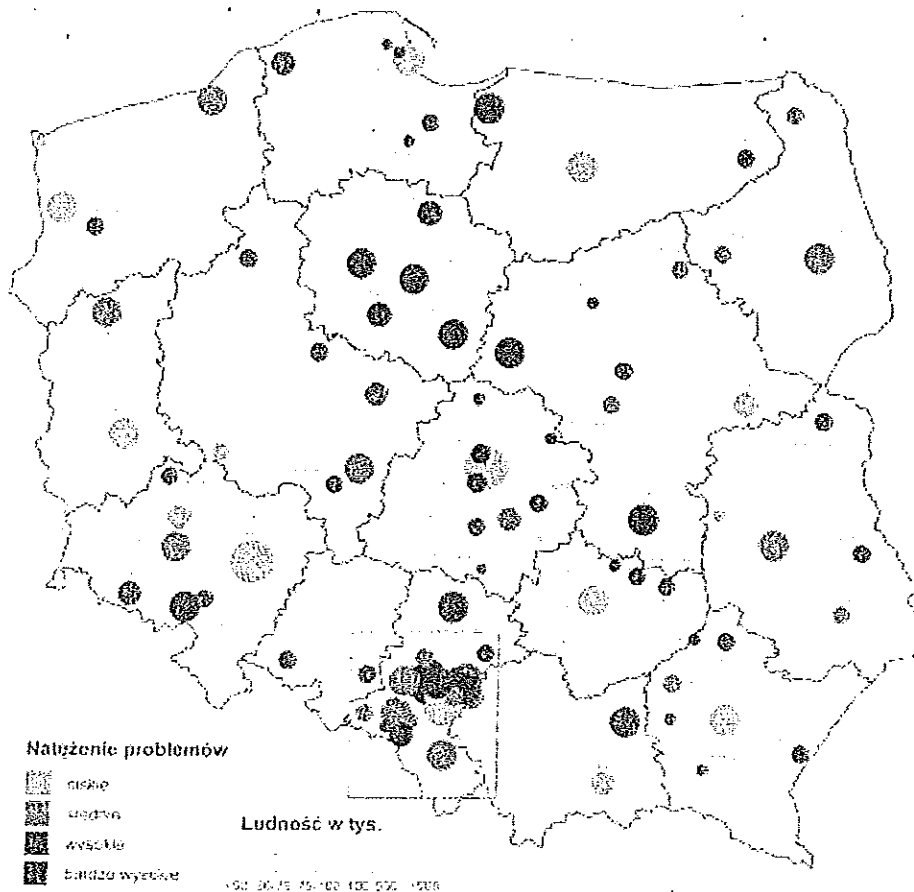 Natężenie problemów
niskie
średnie
wysokie
bardzo wysokie
Ludność w tys.